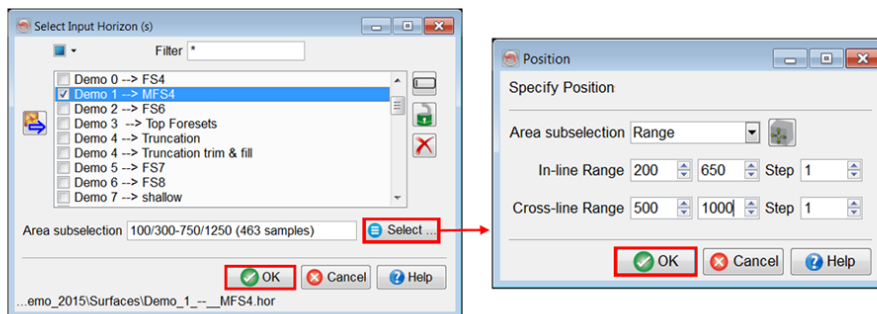 Select Input Horizon (s)
Filter *
Demo 0 --> FS4
Demo 1 --> MFS4
Demo 2 --> FS6
Demo 3 --> Top Foresets
Demo 4 --> Truncation
Demo 4 --> Truncation trim & fill
Demo 5 --> FS7
Demo 6 --> FS8
Demo 7 --> shallow
Area subselection 100/300-750/1250 (463 samples) Select ...
OK Cancel Help
...emo_2015\Surfaces\Demo_1_--__MFS4.hor
Position
Specify Position
Area subselection Range
In-line Range 200 650 Step 1
Cross-line Range 500 1000 Step 1
OK Cancel Help